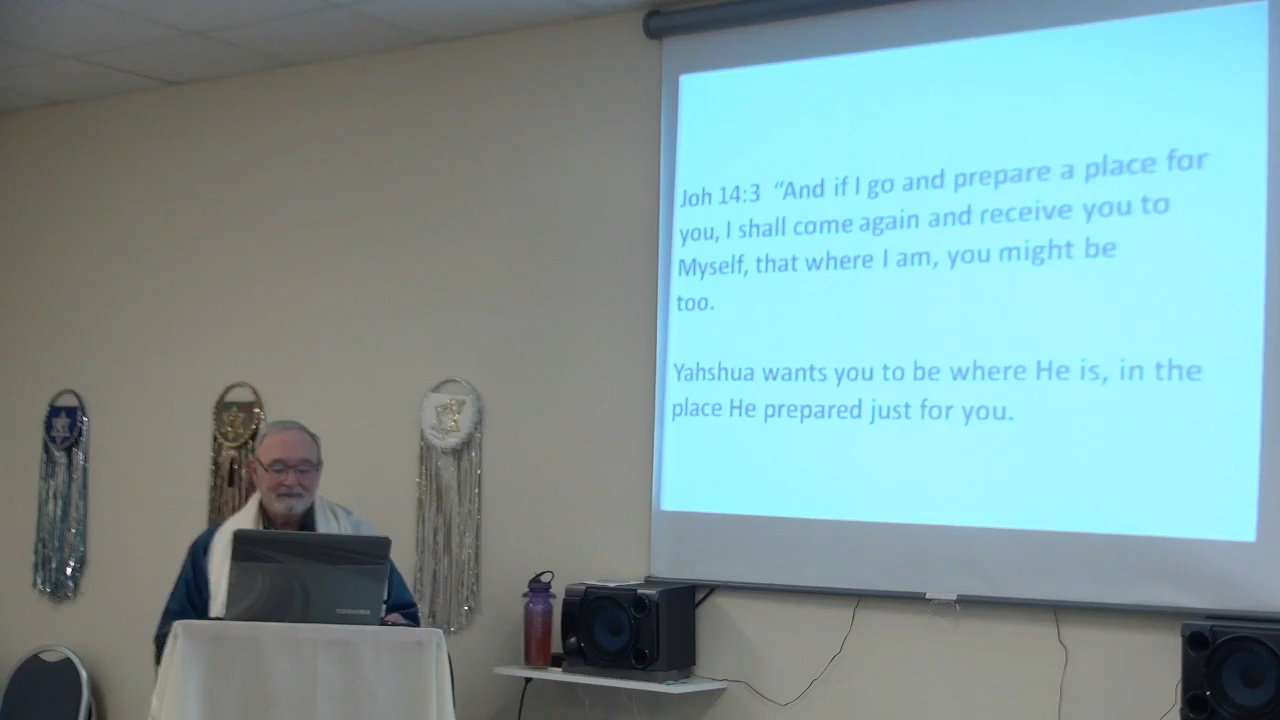 Joh 14:3 “And if I go and prepare a place for
you, I shall come again and receive you to
Myself, that where I am, you might be
too.
Yahshua wants you to be where He is, in the
place He prepared just for you.
TOSHIBA